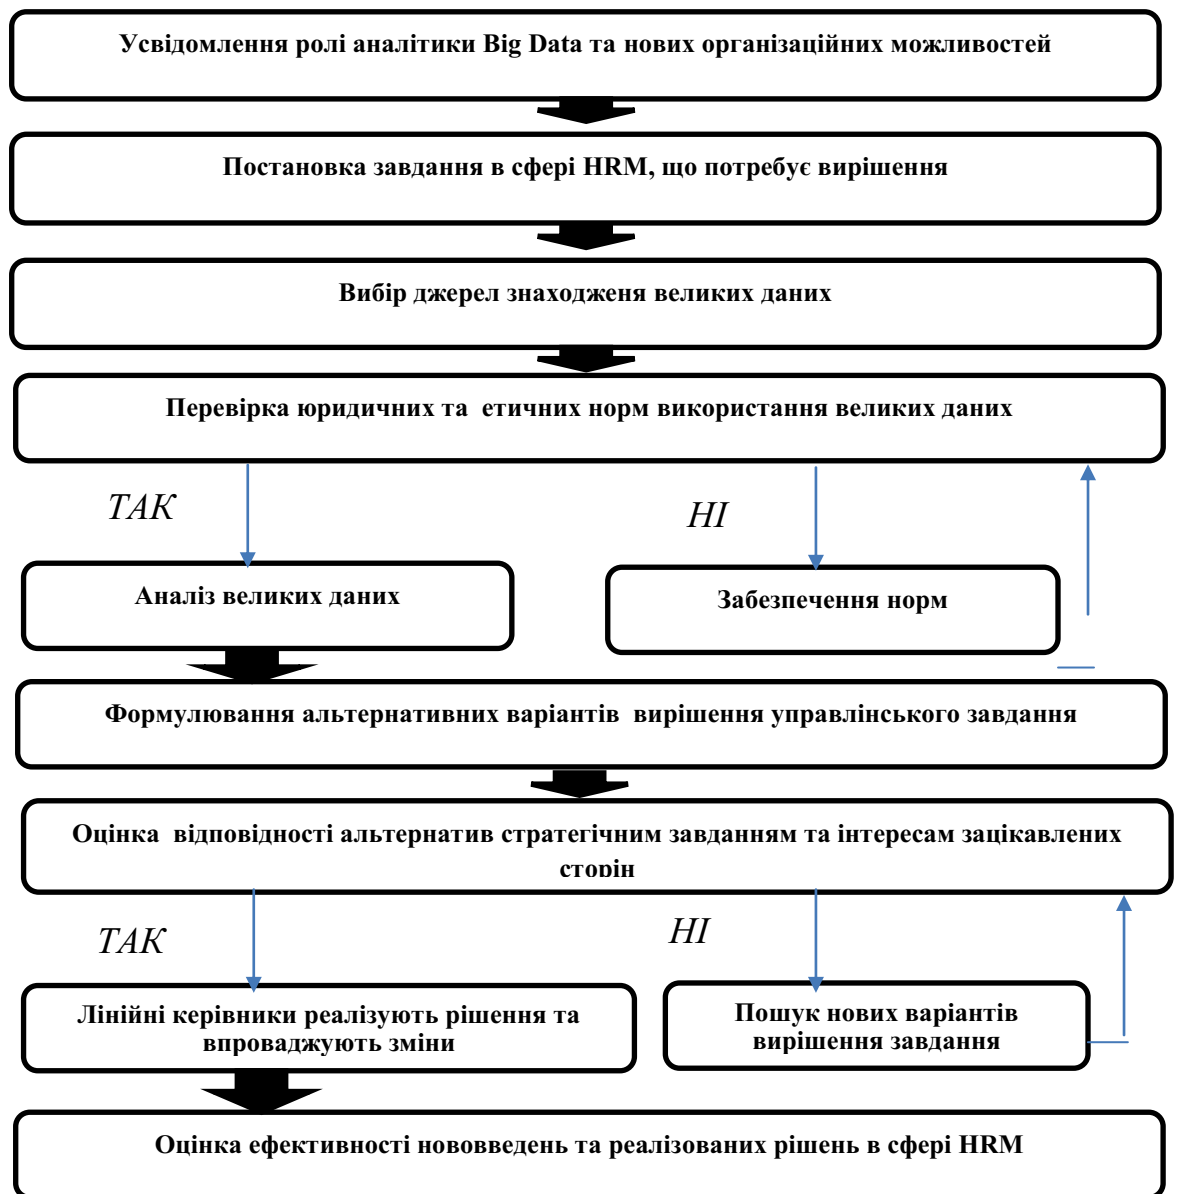 Усвідомлення ролі аналітики Big Data та нових організаційних можливостей
Постановка завдання в сфері HRM, що потребує вирішення
Вибір джерел знаходженя великих даних
Перевірка юридичних та етичних норм використання великих даних
ТАК
НІ
Аналіз великих даних
Забезпечення норм
Формулювання альтернативних варіантів вирішення управлінського завдання
Оцінка відповідності альтернатив стратегічним завданням та інтересам зацікавлених
сторін
ТАК
НІ
Лінійні керівники реалізують рішення та
впроваджують зміни
Пошук нових варіантів
вирішення завдання
Оцінка ефективності нововведень та реалізованих рішень в сфері HRM